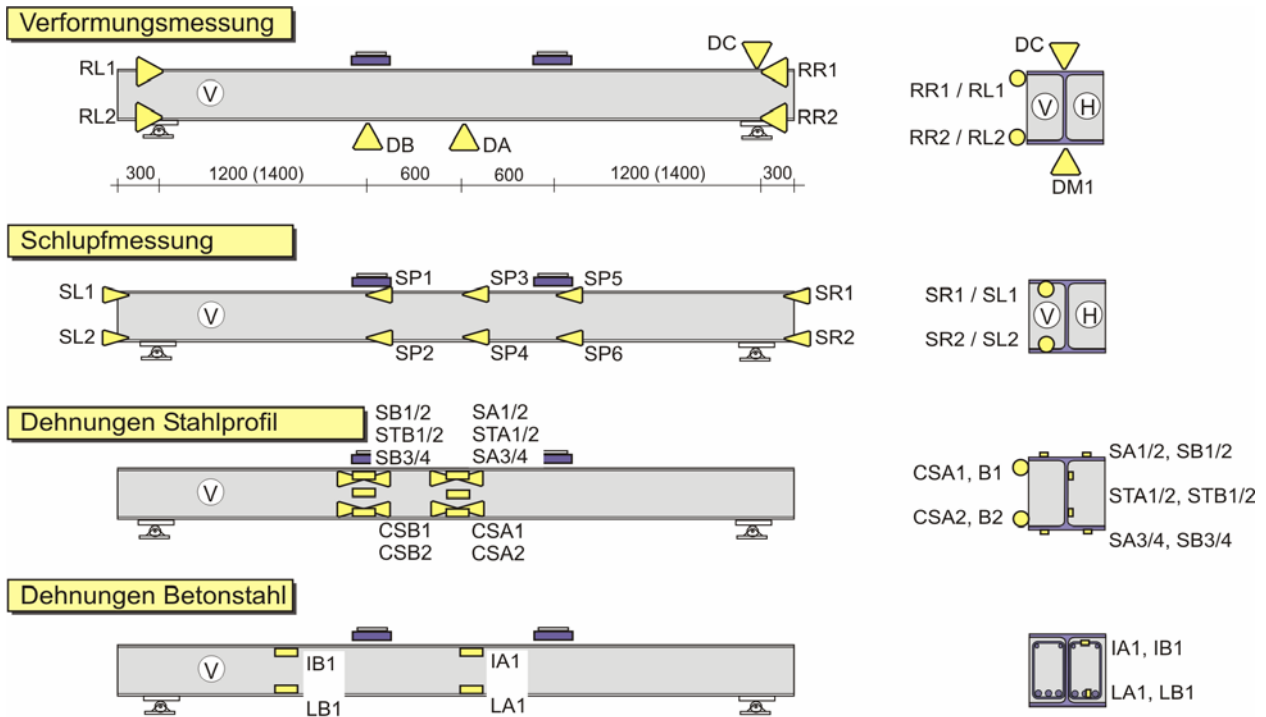 Verformungsmessung
DC
DC
RL1
RR1
RR1 / RL1
V
V
H
RL2
RR2
RR2 / RL2
DB
DA
DM1
300
1200 (1400)
600
600
1200 (1400)
300
Schlupfmessung
SP1
SP3
SP5
SL1
SR1
SR1 / SL1
V
V
H
SL2
SR2
SR2 / SL2
SP2
SP4
SP6
Dehnungen Stahlprofil
SB1/2
STB1/2
SB3/4
SA1/2
STA1/2
SA3/4
SA1/2, SB1/2
CSA1, B1
V
STA1/2, STB1/2
CSA2, B2
CSB1
CSB2
CSA1
CSA2
SA3/4, SB3/4
Dehnungen Betonstahl
V
IB1
IA1
IA1, IB1
LB1
LA1
LA1, LB1